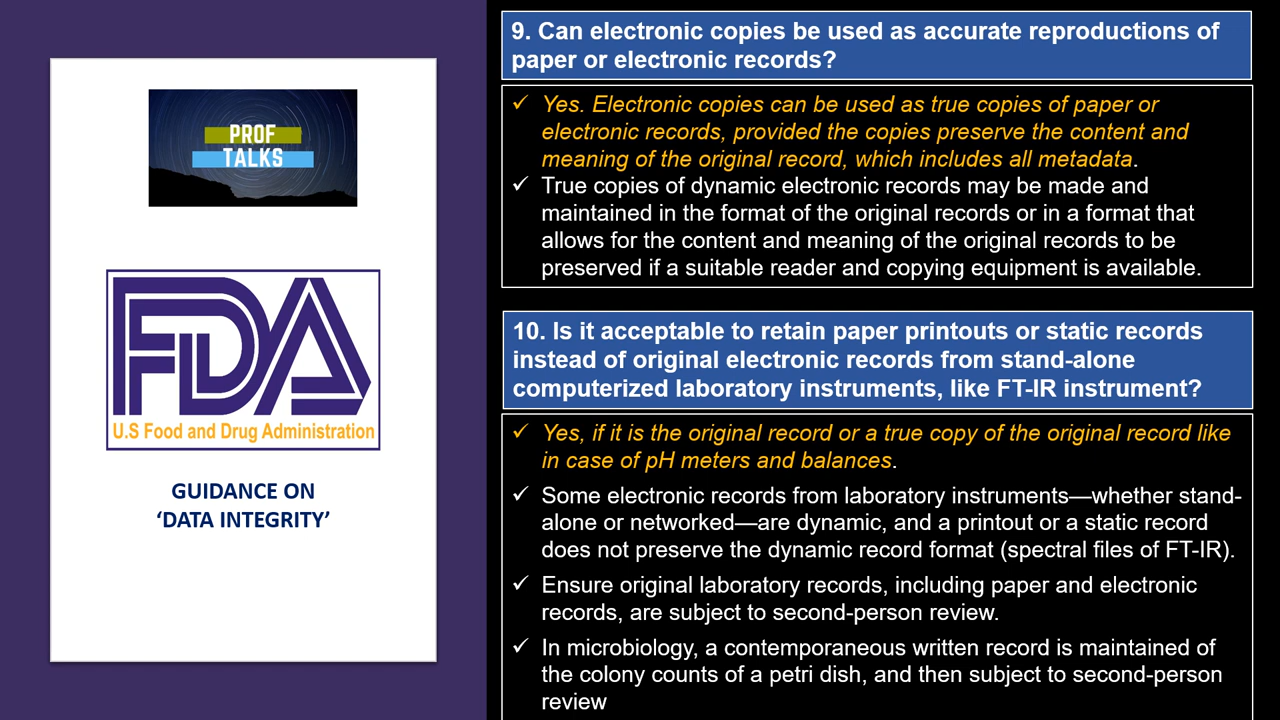 PROF
TALKS
FDA
U.S Food and Drug Administration
GUIDANCE ON
‘DATA INTEGRITY’
9. Can electronic copies be used as accurate reproductions of
paper or electronic records?
✓ Yes. Electronic copies can be used as true copies of paper or
electronic records, provided the copies preserve the content and
meaning of the original record, which includes all metadata.
✓ True copies of dynamic electronic records may be made and
maintained in the format of the original records or in a format that
allows for the content and meaning of the original records to be
preserved if a suitable reader and copying equipment is available.
10. Is it acceptable to retain paper printouts or static records
instead of original electronic records from stand-alone
computerized laboratory instruments, like FT-IR instrument?
✓ Yes, if it is the original record or a true copy of the original record like
in case of pH meters and balances.
✓ Some electronic records from laboratory instruments—whether stand-
alone or networked—are dynamic, and a printout or a static record
does not preserve the dynamic record format (spectral files of FT-IR).
✓ Ensure original laboratory records, including paper and electronic
records, are subject to second-person review.
✓ In microbiology, a contemporaneous written record is maintained of
the colony counts of a petri dish, and then subject to second-person
review